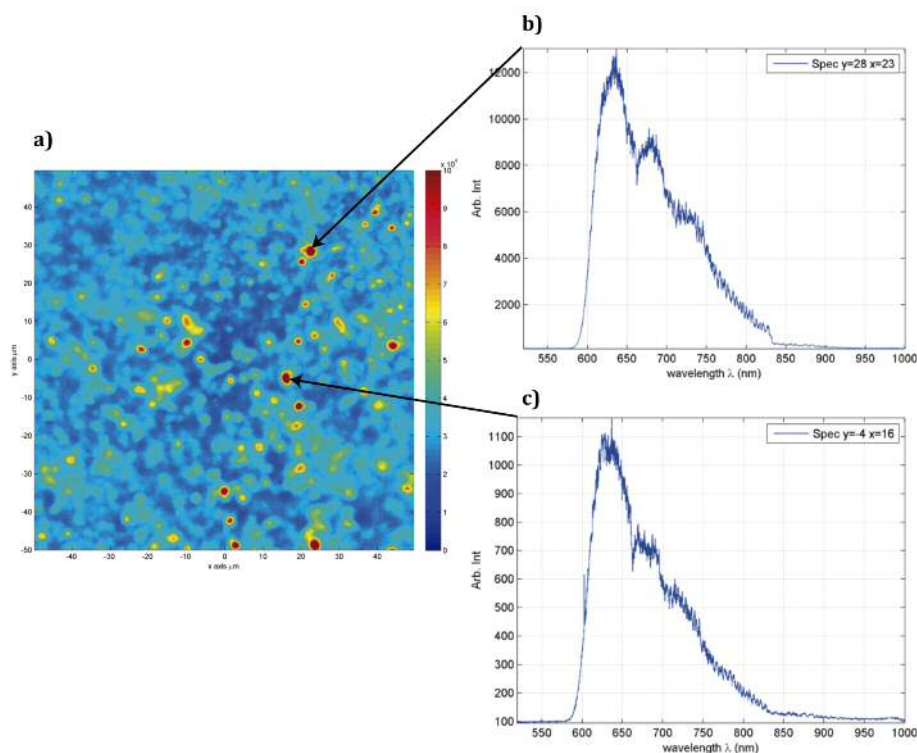 a)
x 10⁴
40
30
20
10
0
-10
-20
-30
-40
-50
y axis μm
-40 -30 -20 -10 0 10 20 30 40
x axis μm
10
9
8
7
6
5
4
3
2
1
0
b)
Spec y=28 x=23
12000
10000
8000
6000
4000
2000
Arb. Int
550 600 650 700 750 800 850 900 950 1000
wavelength λ (nm)
c)
Spec y=-4 x=16
1100
1000
900
800
700
600
500
400
300
200
100
Arb. Int
550 600 650 700 750 800 850 900 950 1000
wavelength λ (nm)